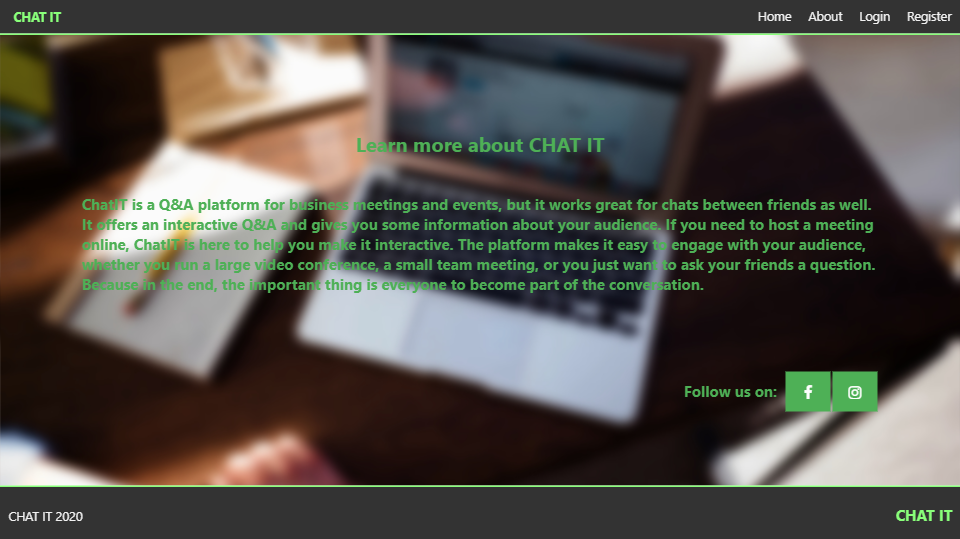 CHAT IT
Home About Login Register
Learn more about CHAT IT
ChatIT is a Q&A platform for business meetings and events, but it works great for chats between friends as well.
It offers an interactive Q&A and gives you some information about your audience. If you need to host a meeting
online, ChatIT is here to help you make it interactive. The platform makes it easy to engage with your audience,
whether you run a large video conference, a small team meeting, or you just want to ask your friends a question.
Because in the end, the important thing is everyone to become part of the conversation.
Follow us on:
CHAT IT 2020
CHAT IT